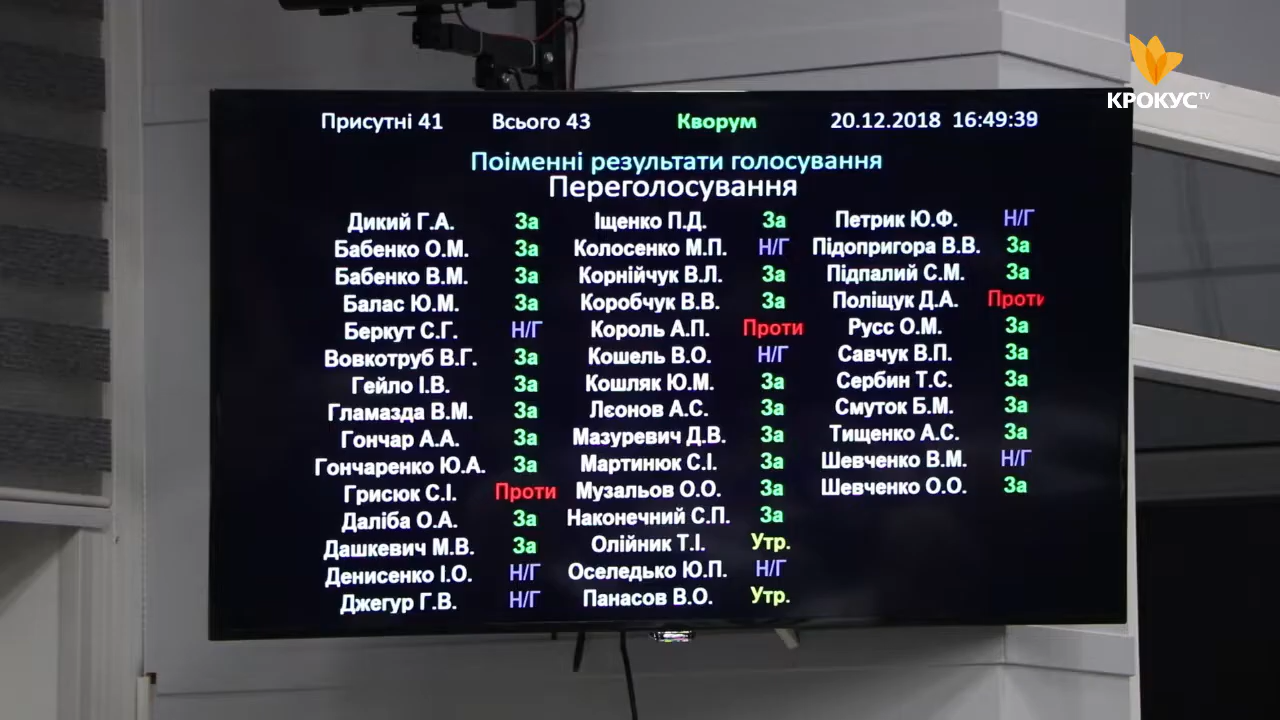 КРОКУС TV
Присутні 41 Всього 43 Кворум 20.12.2018 16:49:39
Поіменні результати голосування
Переголосування
Дикий Г.А. За Іщенко П.Д. За Петрик Ю.Ф. Н/Г
Бабенко О.М. За Колосенко М.П. Н/Г Підопригора В.В. За
Бабенко В.М. За Корнійчук В.Л. За Підпалий С.М. За
Балас Ю.М. За Коробчук В.В. За Поліщук Д.А. Проти
Беркут С.Г. Н/Г Король А.П. Проти Русс О.М. За
Вовкотруб В.Г. За Кошель В.О. Н/Г Савчук В.П. За
Гейло І.В. За Кошляк Ю.М. За Сербин Т.С. За
Гламазда В.М. За Лєонов А.С. За Смуток Б.М. За
Гончар А.А. За Мазуревич Д.В. За Тищенко А.С. За
Гончаренко Ю.А. За Мартинюк С.І. За Шевченко В.М. Н/Г
Грисюк С.І. Проти Музальов О.О. За Шевченко О.О. За
Даліба О.А. За Наконечний С.П. За
Дашкевич М.В. За Олійник Т.І. Утр.
Денисенко І.О. Н/Г Оселедько Ю.П. Н/Г
Джегур Г.В. Н/Г Панасов В.О. Утр.